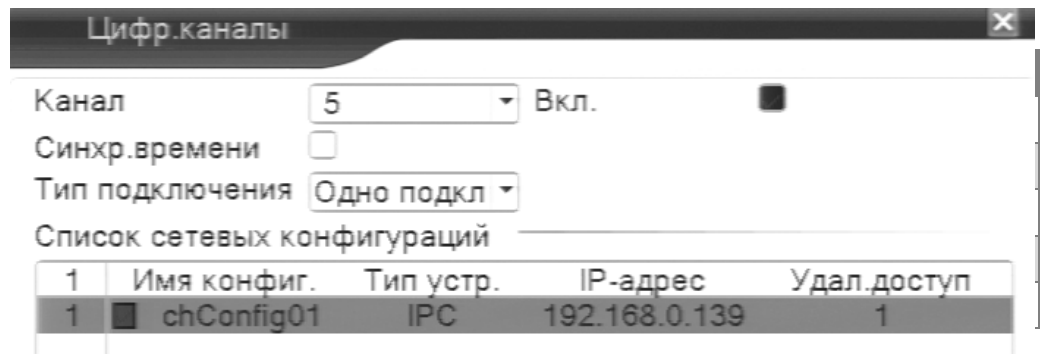 Цифр.каналы
Канал 5 Вкл.
Синхр.времени
Тип подключения Одно подкл
Список сетевых конфигураций
1 Имя конфиг. Тип устр. IP-адрес Удал.доступ
1 chConfig01 IPC 192.168.0.139 1